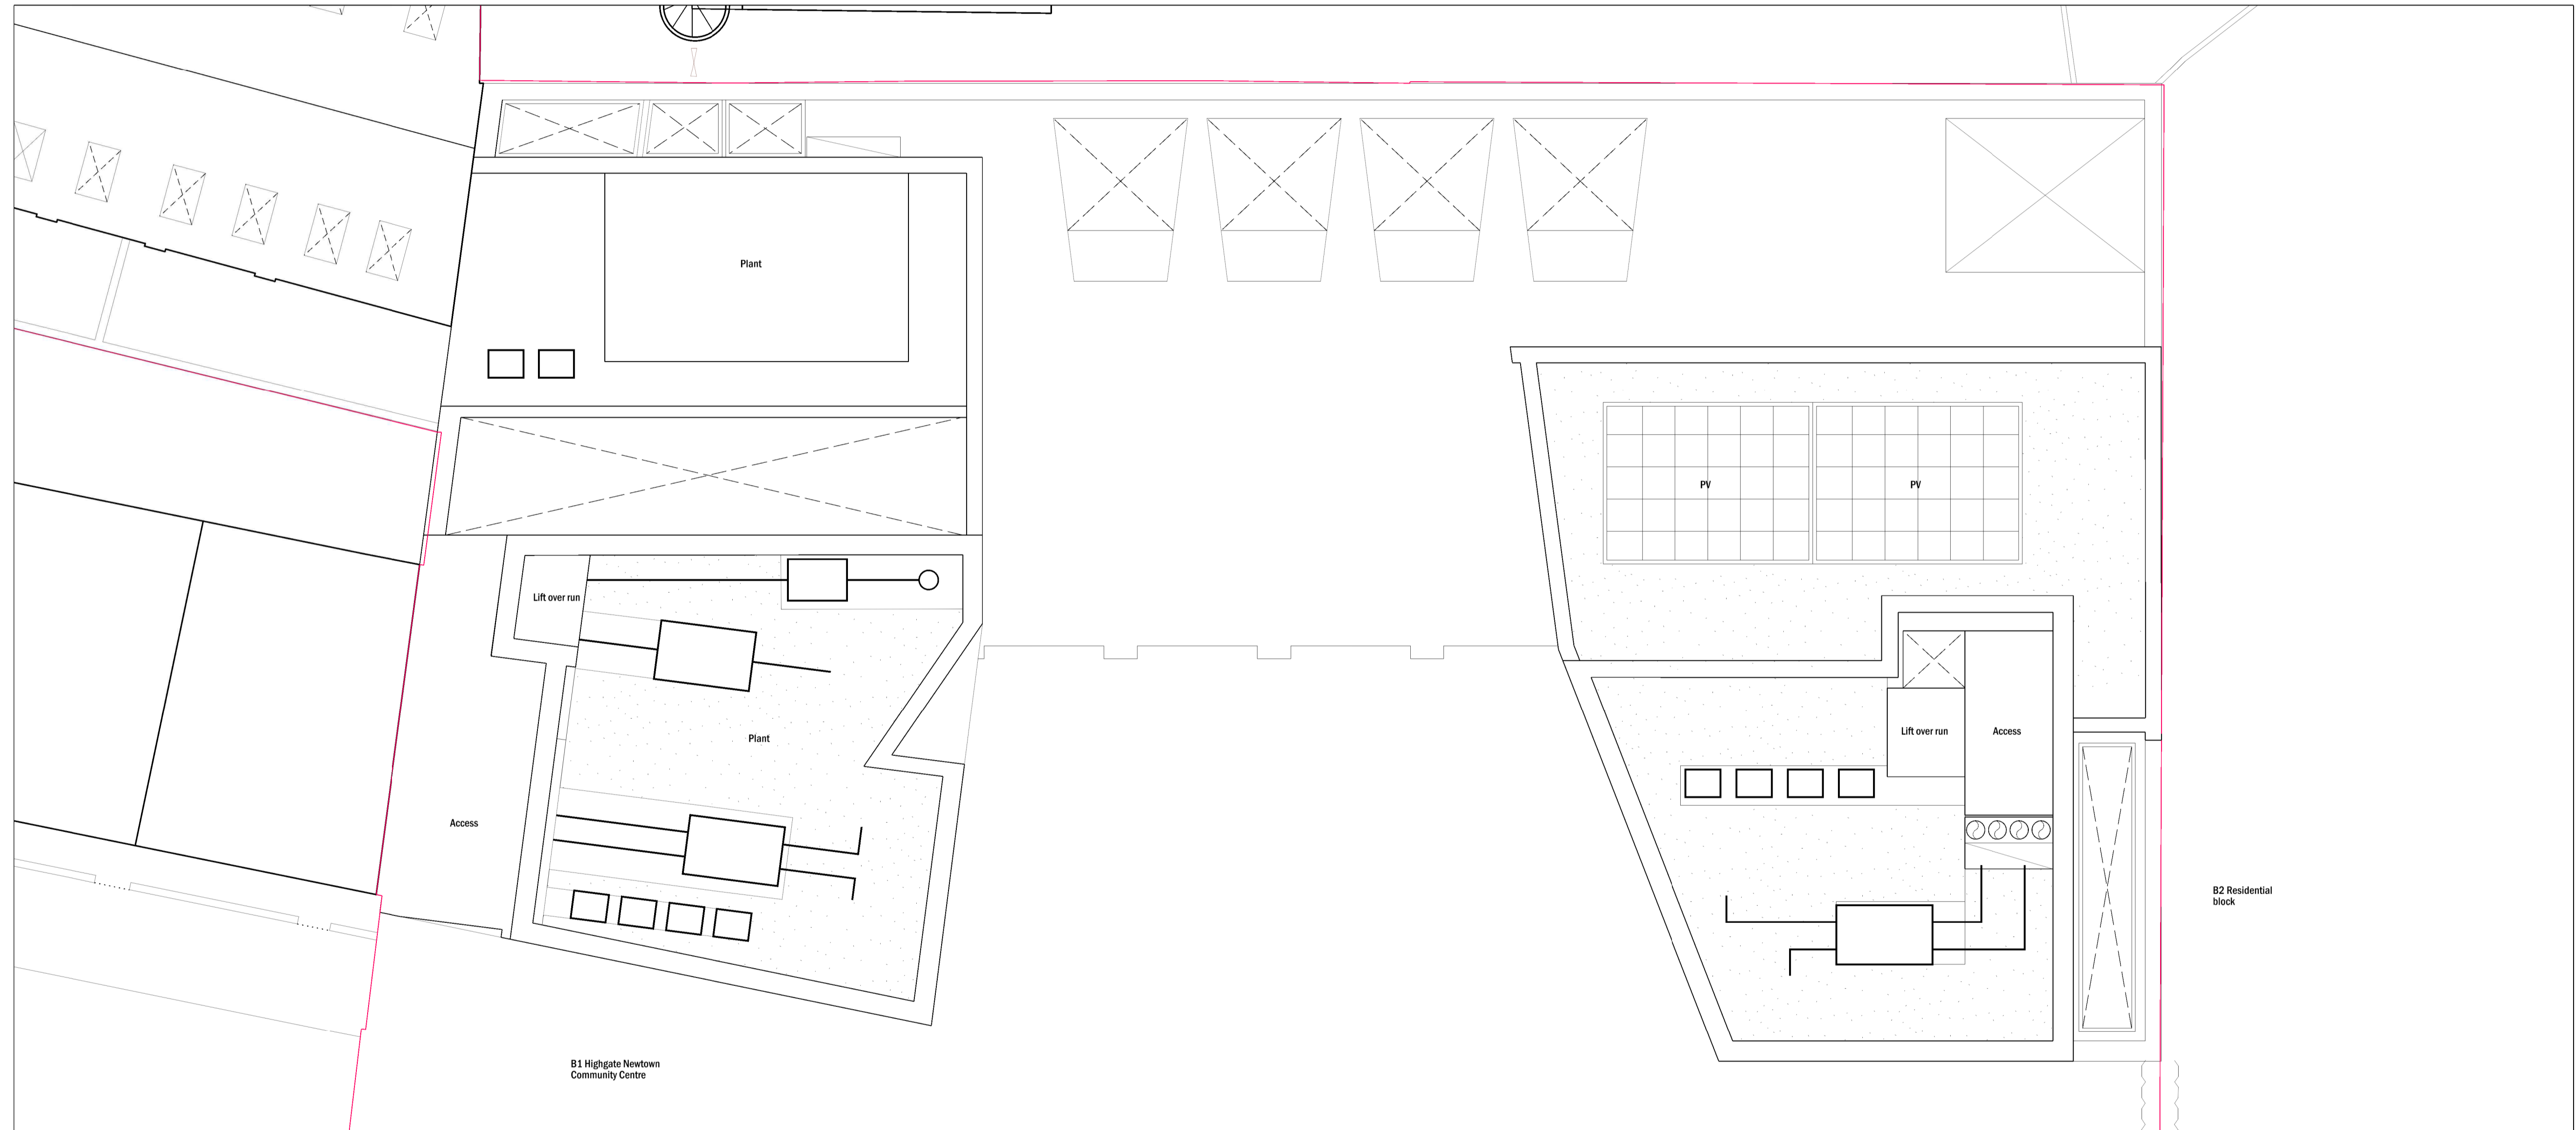 Plant
PV
PV
Lift over run
Plant
Lift over run
Access
Access
B2 Residential
block
B1 Highgate Newtown
Community Centre